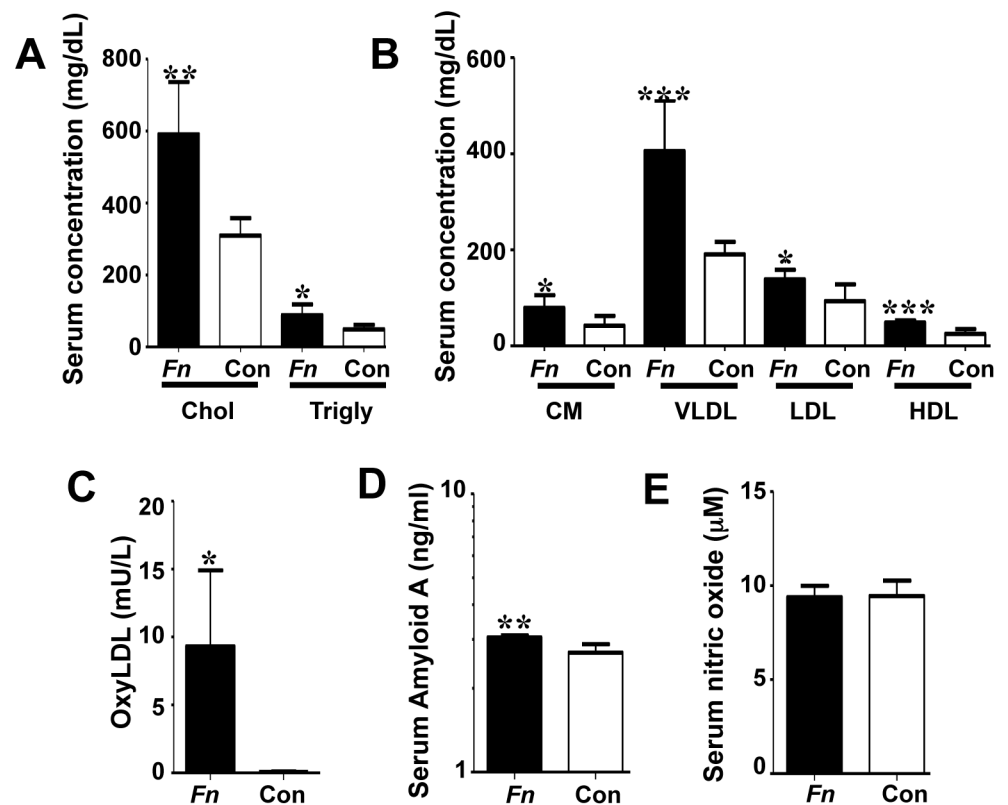 A
Serum concentration (mg/dL)
800
600
400
200
0
**
*
Fn Con Fn Con
Chol Trigly
B
Serum concentration (mg/dL)
600
400
200
0
*
***
*
***
Fn Con Fn Con Fn Con Fn Con
CM VLDL LDL HDL
C
OxyLDL (mU/L)
20
15
10
5
0
*
Fn Con
D
Serum Amyloid A (ng/ml)
10
1
**
Fn Con
E
Serum nitric oxide (μM)
15
10
5
0
Fn Con